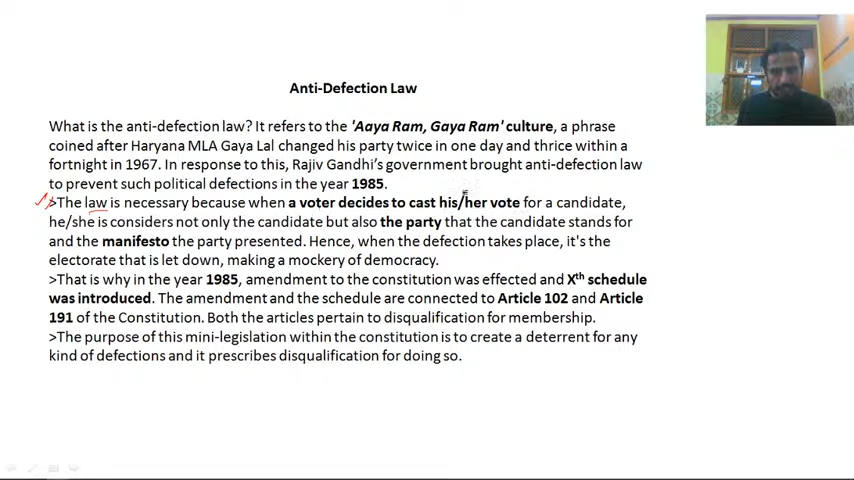 Anti-Defection Law
What is the anti-defection law? It refers to the 'Aaya Ram, Gaya Ram' culture, a phrase
coined after Haryana MLA Gaya Lal changed his party twice in one day and thrice within a
fortnight in 1967. In response to this, Rajiv Gandhi's government brought anti-defection law
to prevent such political defections in the year 1985.
>The law is necessary because when a voter decides to cast his/her vote for a candidate,
he/she is considers not only the candidate but also the party that the candidate stands for
and the manifesto the party presented. Hence, when the defection takes place, it's the
electorate that is let down, making a mockery of democracy.
>That is why in the year 1985, amendment to the constitution was effected and Xth schedule
was introduced. The amendment and the schedule are connected to Article 102 and Article
191 of the Constitution. Both the articles pertain to disqualification for membership.
>The purpose of this mini-legislation within the constitution is to create a deterrent for any
kind of defections and it prescribes disqualification for doing so.